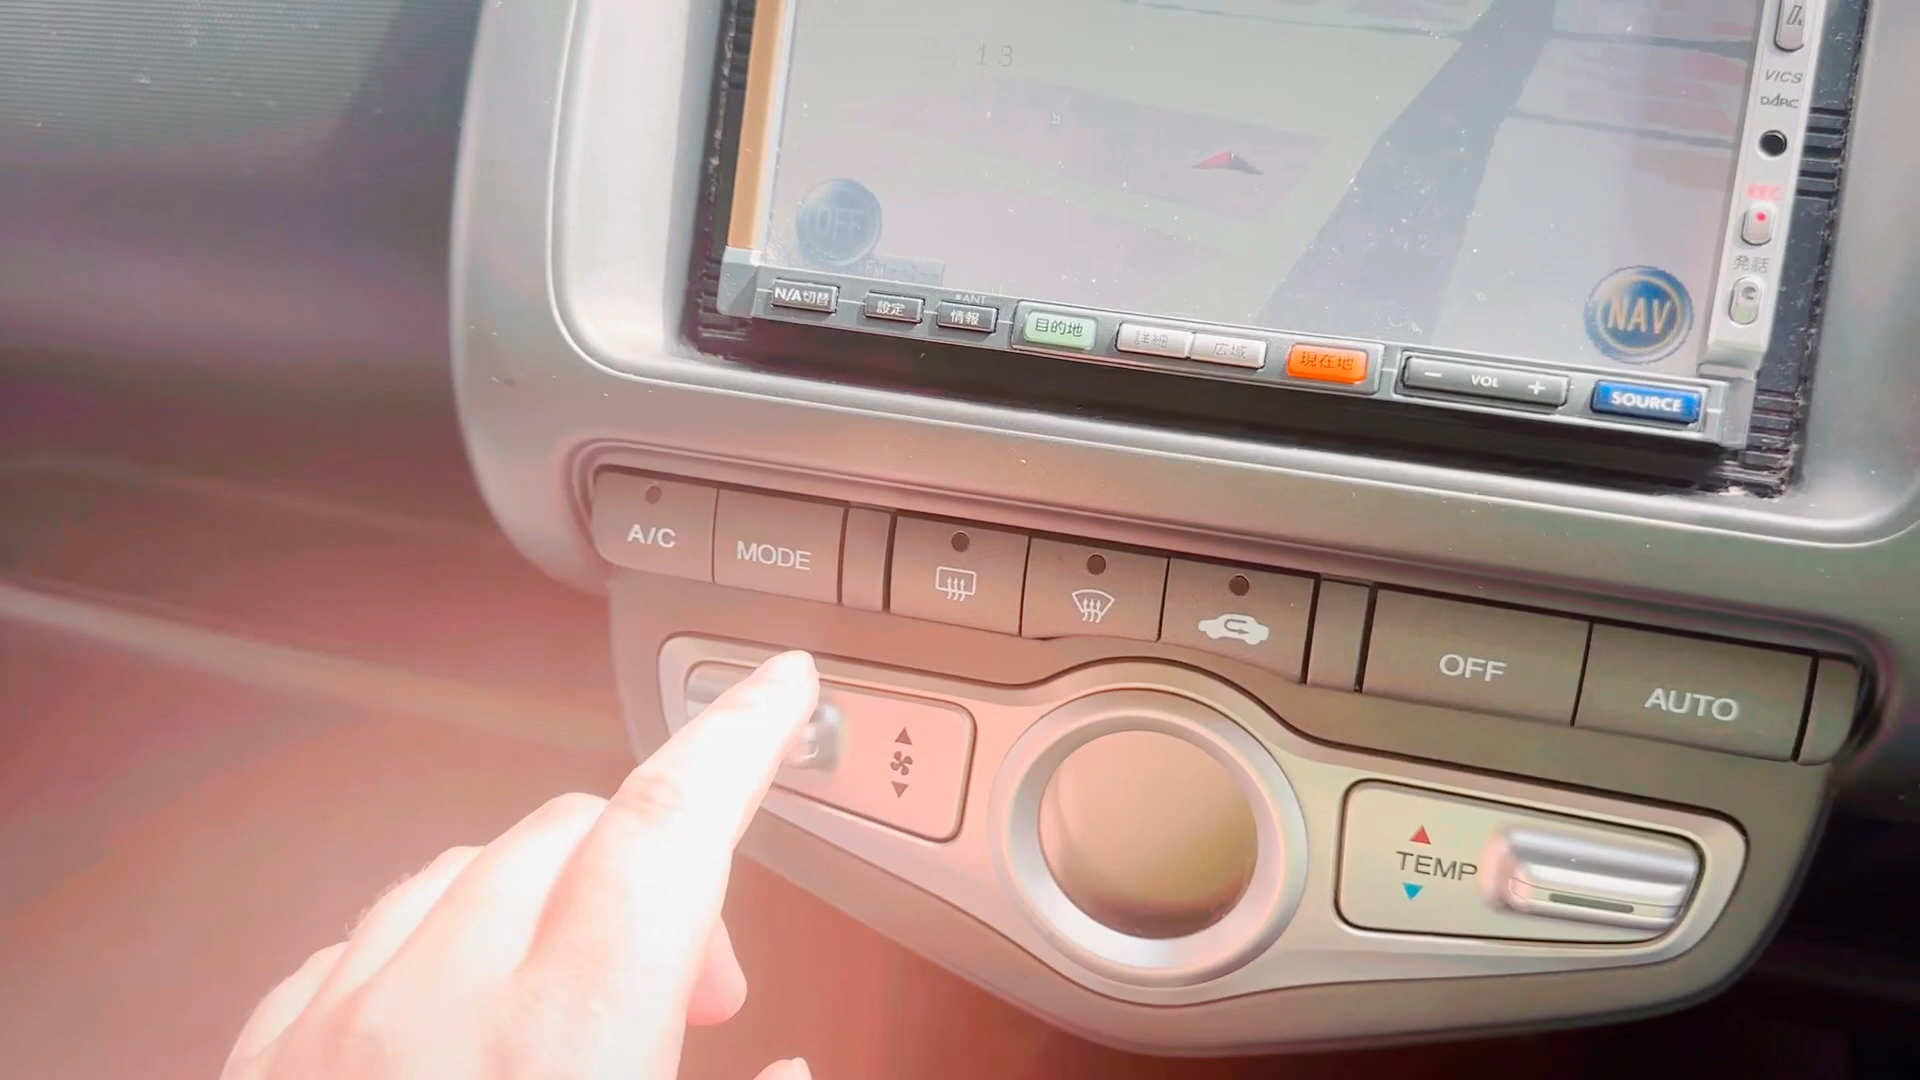 13
VICS
DARC
REC
発話
OFF
NAV
N/A切替
設定
*ANT
情報
目的地
詳細
広域
現在地
− VOL +
SOURCE
A/C
MODE
OFF
AUTO
TEMP